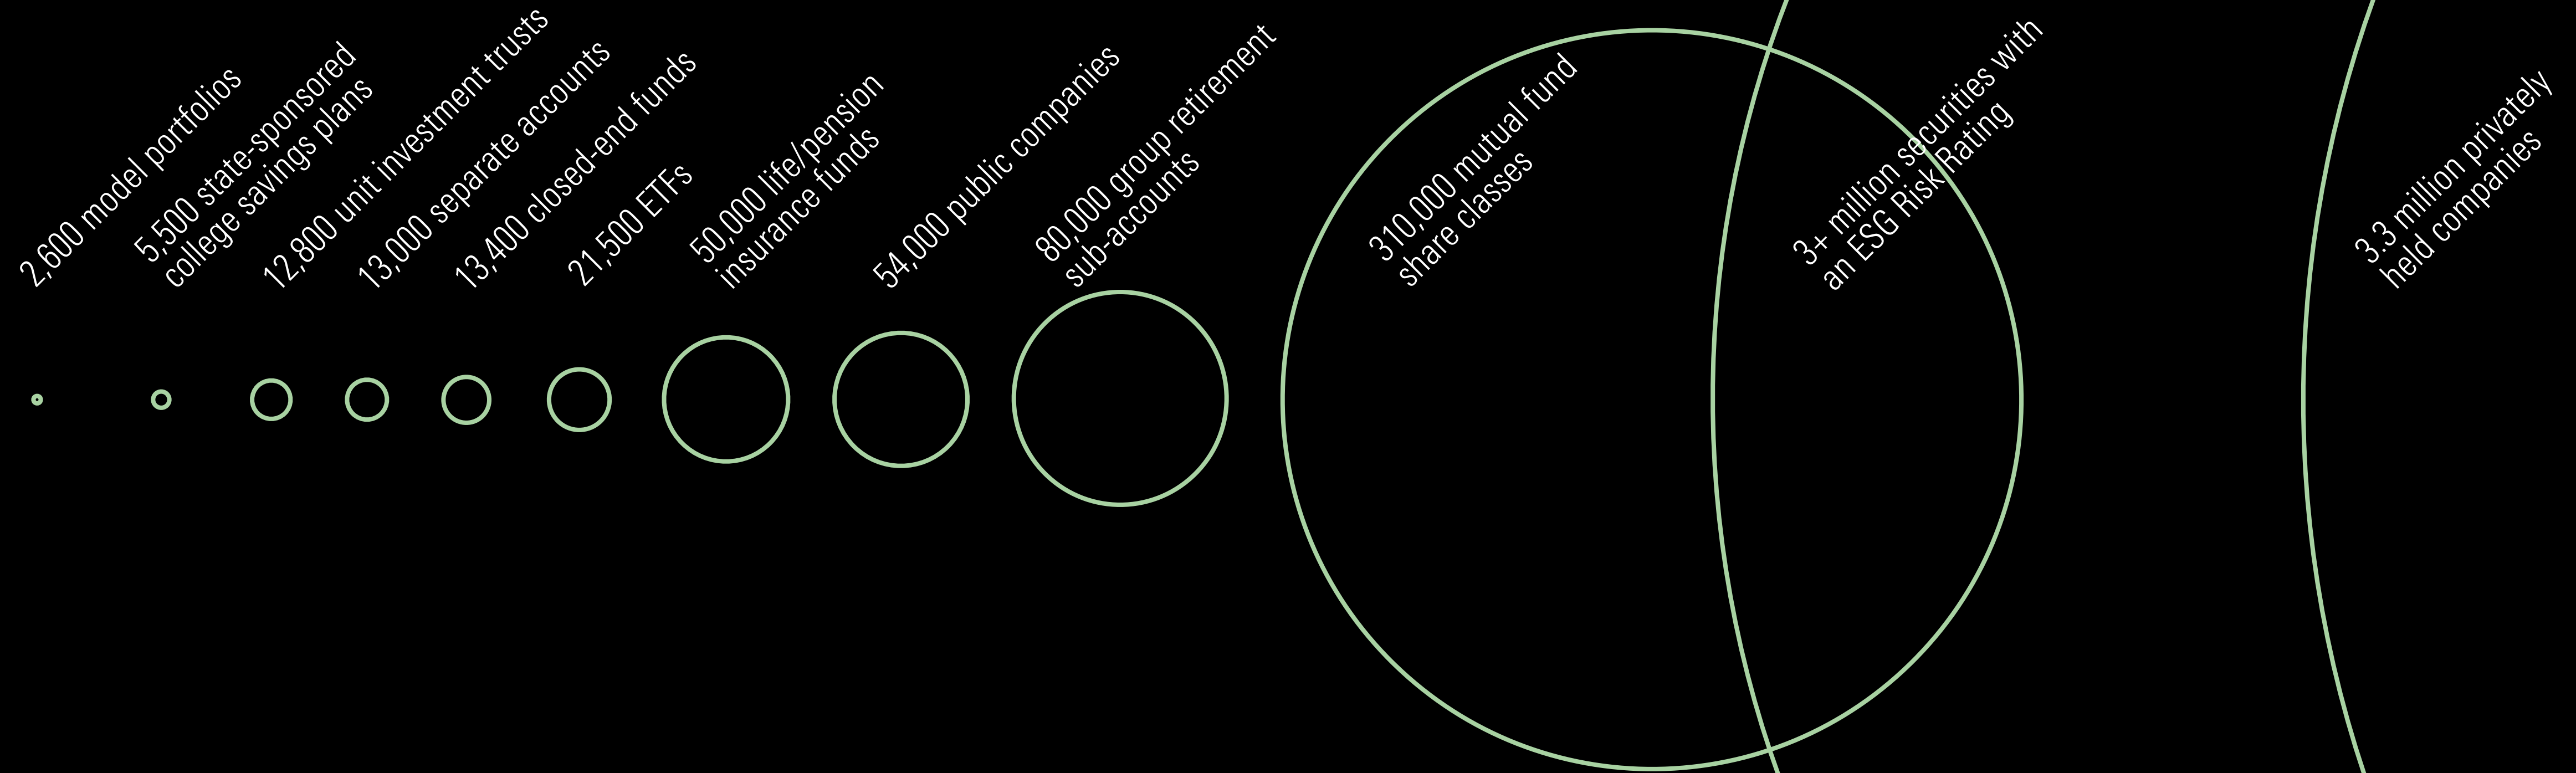 2,600 model portfolios
5,500 state-sponsored
college savings plans
12,800 unit investment trusts
13,000 separate accounts
13,400 closed-end funds
21,500 ETFs
50,000 life/pension
insurance funds
54,000 public companies
80,000 group retirement
sub-accounts
310,000 mutual fund
share classes
3+ million securities with
an ESG Risk Rating
3.3 million privately
held companies